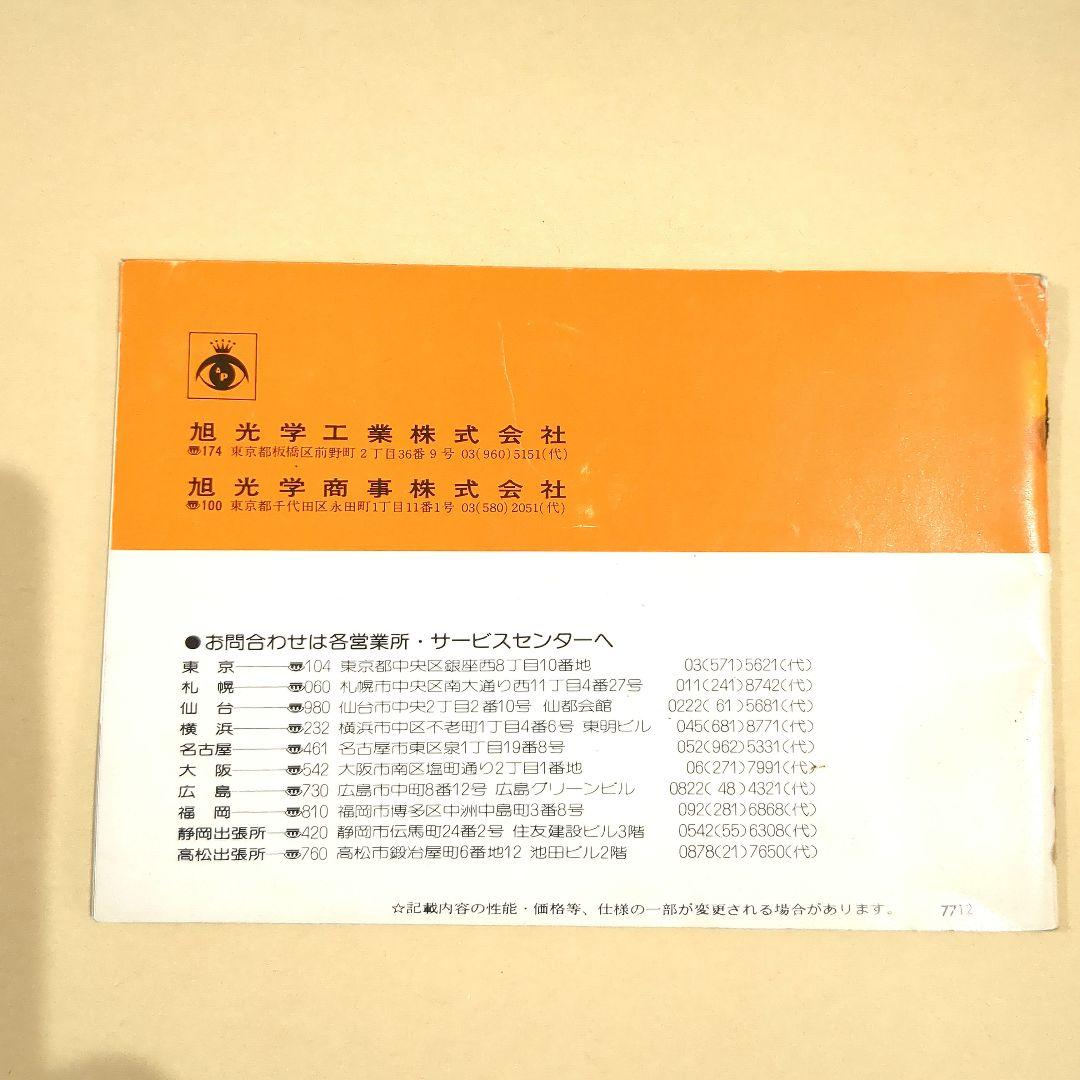 AP
旭光学工業株式会社
〠174 東京都板橋区前野町2丁目36番9号 03(960)5151(代)
旭光学商事株式会社
〠100 東京都千代田区永田町1丁目11番1号 03(580)2051(代)
●お問合わせは各営業所・サービスセンターへ
東京――〠104 東京都中央区銀座西8丁目10番地 03(571)5621(代)
札幌――〠060 札幌市中央区南大通り西11丁目4番27号 011(241)8742(代)
仙台――〠980 仙台市中央2丁目2番10号 仙都会館 0222(61)5681(代)
横浜――〠232 横浜市中区不老町1丁目4番6号 東明ビル 045(681)8771(代)
名古屋――〠461 名古屋市東区泉1丁目19番8号 052(962)5331(代)
大阪――〠542 大阪市南区塩町通り2丁目1番地 06(271)7991(代)
広島――〠730 広島市中町8番12号 広島グリーンビル 0822(48)4321(代)
福岡――〠810 福岡市博多区中洲中島町3番8号 092(281)6868(代)
静岡出張所―〠420 静岡市伝馬町24番2号 住友建設ビル3階 0542(55)6308(代)
高松出張所―〠760 高松市鍛冶屋町6番地12 池田ビル2階 0878(21)7650(代)
☆記載内容の性能・価格等、仕様の一部が変更される場合があります。 7712